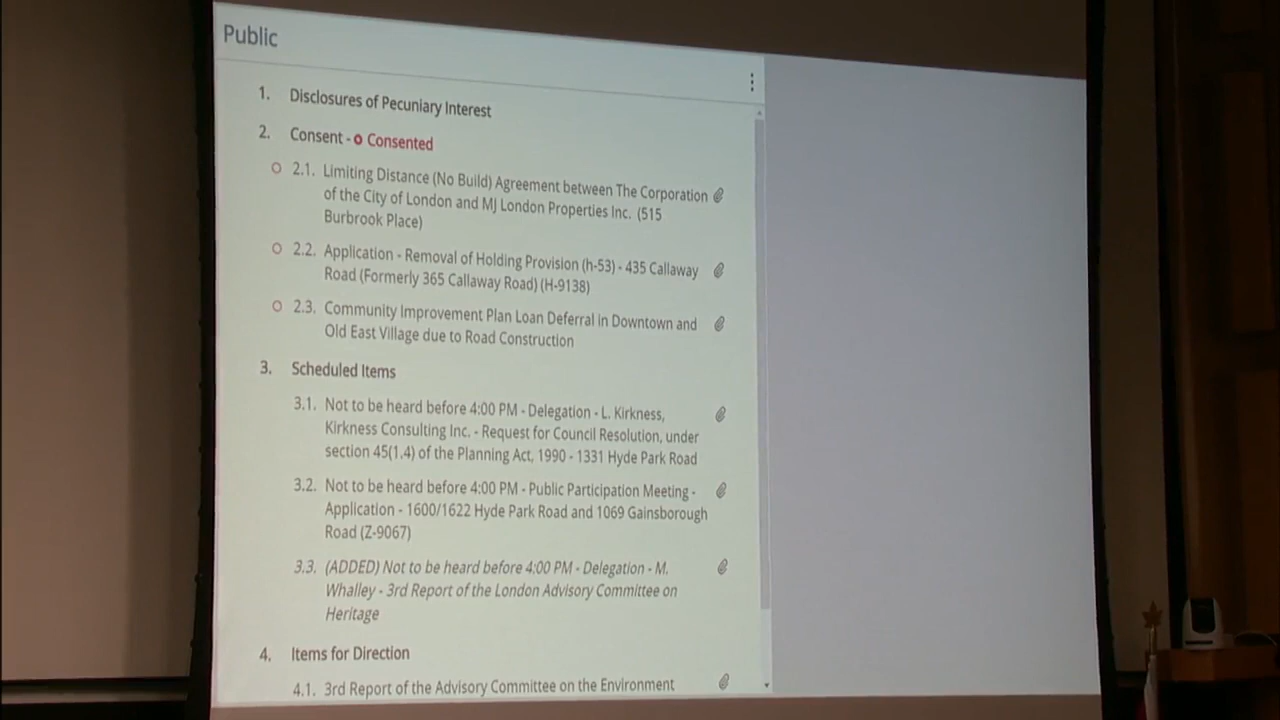 Public
1. Disclosures of Pecuniary Interest
2. Consent - Consented
2.1. Limiting Distance (No Build) Agreement between The Corporation
of the City of London and MJ London Properties Inc. (515
Burbrook Place)
2.2. Application - Removal of Holding Provision (h-53) - 435 Callaway
Road (Formerly 365 Callaway Road) (H-9138)
2.3. Community Improvement Plan Loan Deferral in Downtown and
Old East Village due to Road Construction
3. Scheduled Items
3.1. Not to be heard before 4:00 PM - Delegation - L. Kirkness,
Kirkness Consulting Inc. - Request for Council Resolution, under
section 45(1.4) of the Planning Act, 1990 - 1331 Hyde Park Road
3.2. Not to be heard before 4:00 PM - Public Participation Meeting -
Application - 1600/1622 Hyde Park Road and 1069 Gainsborough
Road (Z-9067)
3.3. (ADDED) Not to be heard before 4:00 PM - Delegation - M.
Whalley - 3rd Report of the London Advisory Committee on
Heritage
4. Items for Direction
4.1. 3rd Report of the Advisory Committee on the Environment